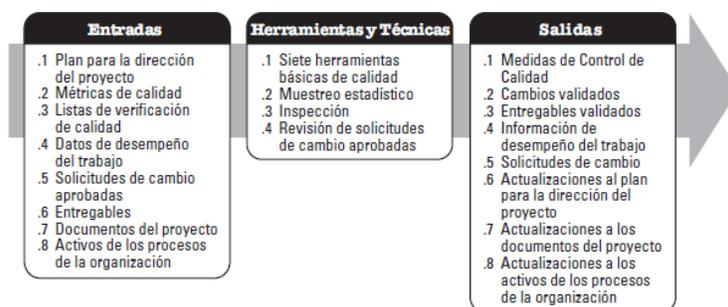 Entradas
.1 Plan para la dirección
del proyecto
.2 Métricas de calidad
.3 Listas de verificación
de calidad
.4 Datos de desempeño
del trabajo
.5 Solicitudes de cambio
aprobadas
.6 Entregables
.7 Documentos del proyecto
.8 Activos de los procesos
de la organización
Herramientas y Técnicas
.1 Siete herramientas
básicas de calidad
.2 Muestreo estadístico
.3 Inspección
.4 Revisión de solicitudes
de cambio aprobadas
Salidas
.1 Medidas de Control de
Calidad
.2 Cambios validados
.3 Entregables validados
.4 Información de
desempeño del trabajo
.5 Solicitudes de cambio
.6 Actualizaciones al plan
para la dirección del
proyecto
.7 Actualizaciones a los
documentos del proyecto
.8 Actualizaciones a los
activos de los procesos
de la organización